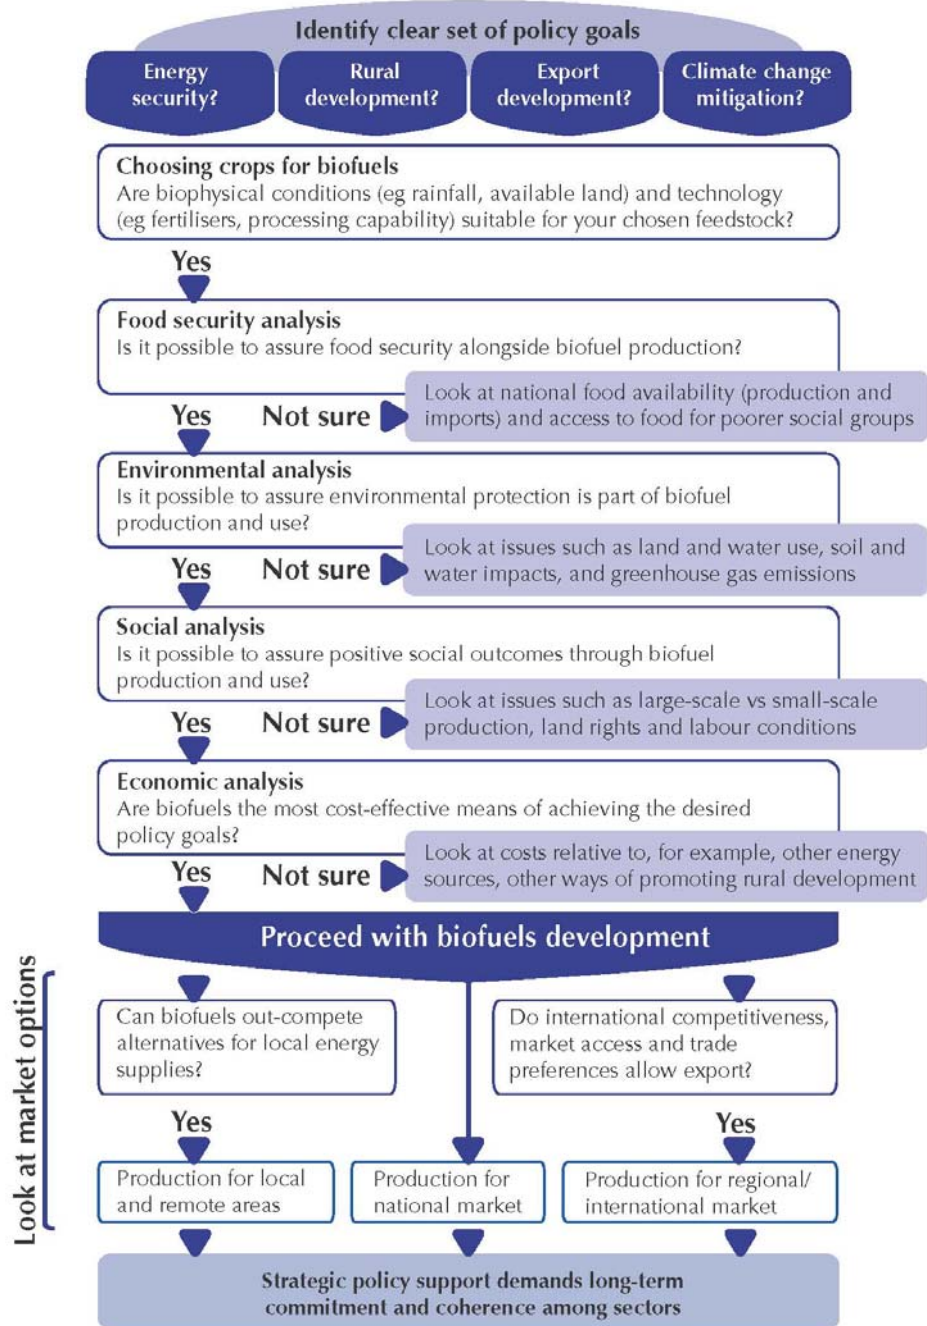 Identify clear set of policy goals
Energy
security?
Rural
development?
Export
development?
Climate change
mitigation?
Choosing crops for biofuels
Are biophysical conditions (eg rainfall, available land) and technology
(eg fertilisers, processing capability) suitable for your chosen feedstock?
Yes
Food security analysis
Is it possible to assure food security alongside biofuel production?
Yes
Not sure
Look at national food availability (production and
imports) and access to food for poorer social groups
Environmental analysis
Is it possible to assure environmental protection is part of biofuel
production and use?
Yes
Not sure
Look at issues such as land and water use, soil and
water impacts, and greenhouse gas emissions
Social analysis
Is it possible to assure positive social outcomes through biofuel
production and use?
Yes
Not sure
Look at issues such as large-scale vs small-scale
production, land rights and labour conditions
Economic analysis
Are biofuels the most cost-effective means of achieving the desired
policy goals?
Yes
Not sure
Look at costs relative to, for example, other energy
sources, other ways of promoting rural development
Proceed with biofuels development
Look at market options
Can biofuels out-compete
alternatives for local energy
supplies?
Do international competitiveness,
market access and trade
preferences allow export?
Yes
Yes
Production for local
and remote areas
Production for
national market
Production for regional/
international market
Strategic policy support demands long-term
commitment and coherence among sectors